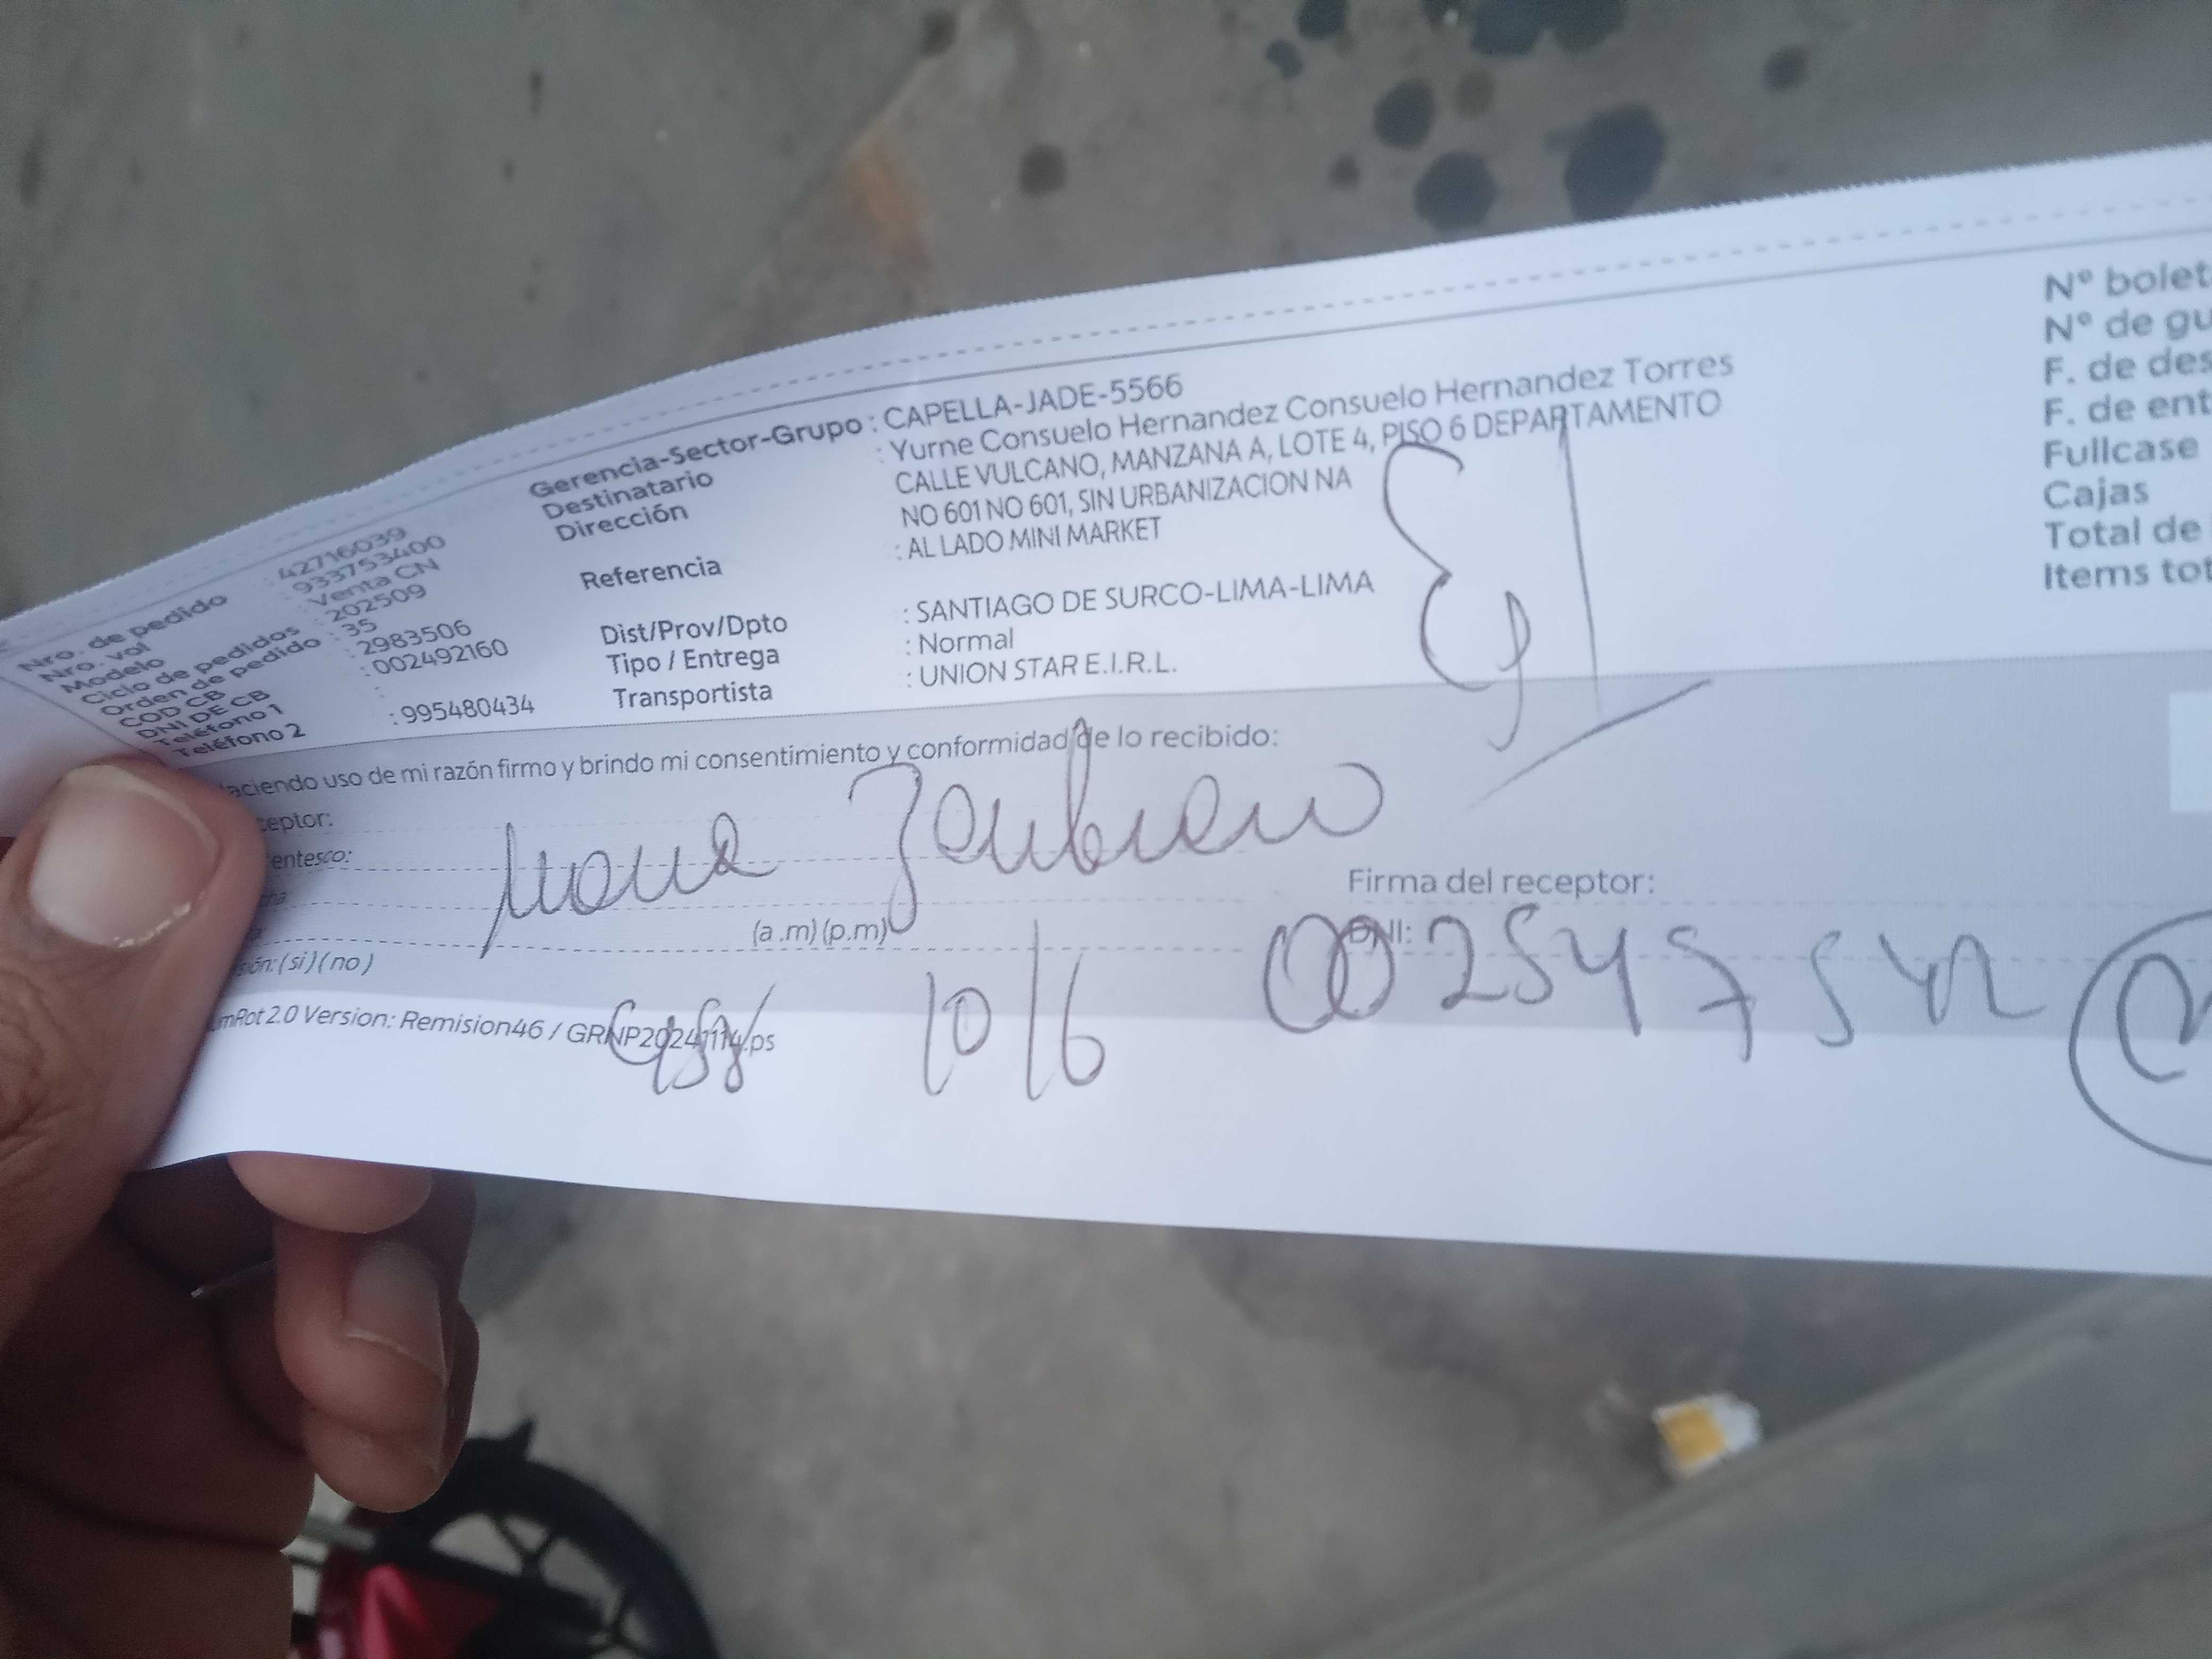 Nro. de pedido : 42716039
Nro. vol : 933753400
Modelo : Venta CN
Ciclo de pedidos : 202509
Orden de pedido : 35
COD CB : 2983506
DNI DE CB : 002492160
Teléfono 1 :
Teléfono 2 : 995480434
Gerencia-Sector-Grupo : CAPELLA-JADE-5566
Destinatario : Yurne Consuelo Hernandez Consuelo Hernandez Torres
Dirección CALLE VULCANO, MANZANA A, LOTE 4, PISO 6 DEPARTAMENTO
NO 601 NO 601, SIN URBANIZACION NA
Referencia : AL LADO MINI MARKET
Dist/Prov/Dpto : SANTIAGO DE SURCO-LIMA-LIMA
Tipo / Entrega : Normal
Transportista : UNION STAR E.I.R.L.
Nº bolet
Nº de gu
F. de des
F. de ent
Fullcase
Cajas
Total de
Items tot
aciendo uso de mi razón firmo y brindo mi consentimiento y conformidad de lo recibido:
ceptor:
entesco:
(a.m) (p.m)
sión: (si) (no)
Firma del receptor:
DNI: 002547542
10/6
mRot 2.0 Version: Remision46 / GRNP20241114.ps